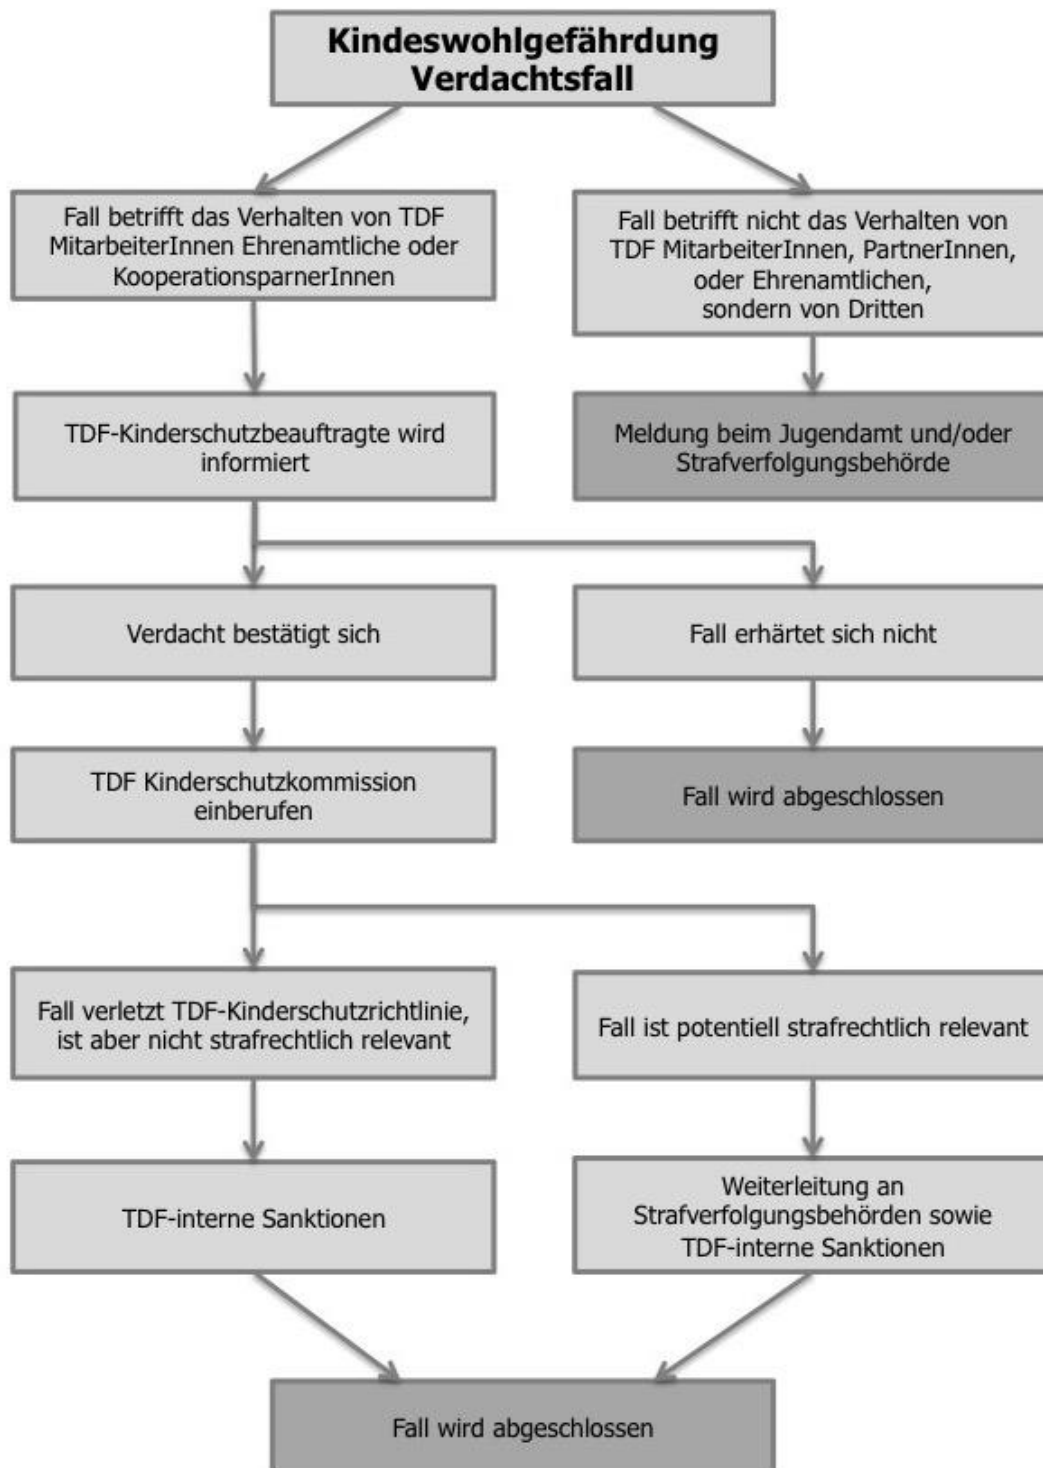 Kindeswohlgefährdung
Verdachtsfall
Fall betrifft das Verhalten von TDF
MitarbeiterInnen Ehrenamtliche oder
KooperationsparnerInnen
Fall betrifft nicht das Verhalten von
TDF MitarbeiterInnen, PartnerInnen,
oder Ehrenamtlichen,
sondern von Dritten
TDF-Kinderschutzbeauftragte wird
informiert
Meldung beim Jugendamt und/oder
Strafverfolgungsbehörde
Verdacht bestätigt sich
Fall erhärtet sich nicht
TDF Kinderschutzkommission
einberufen
Fall wird abgeschlossen
Fall verletzt TDF-Kinderschutzrichtlinie,
ist aber nicht strafrechtlich relevant
Fall ist potentiell strafrechtlich relevant
TDF-interne Sanktionen
Weiterleitung an
Strafverfolgungsbehörden sowie
TDF-interne Sanktionen
Fall wird abgeschlossen